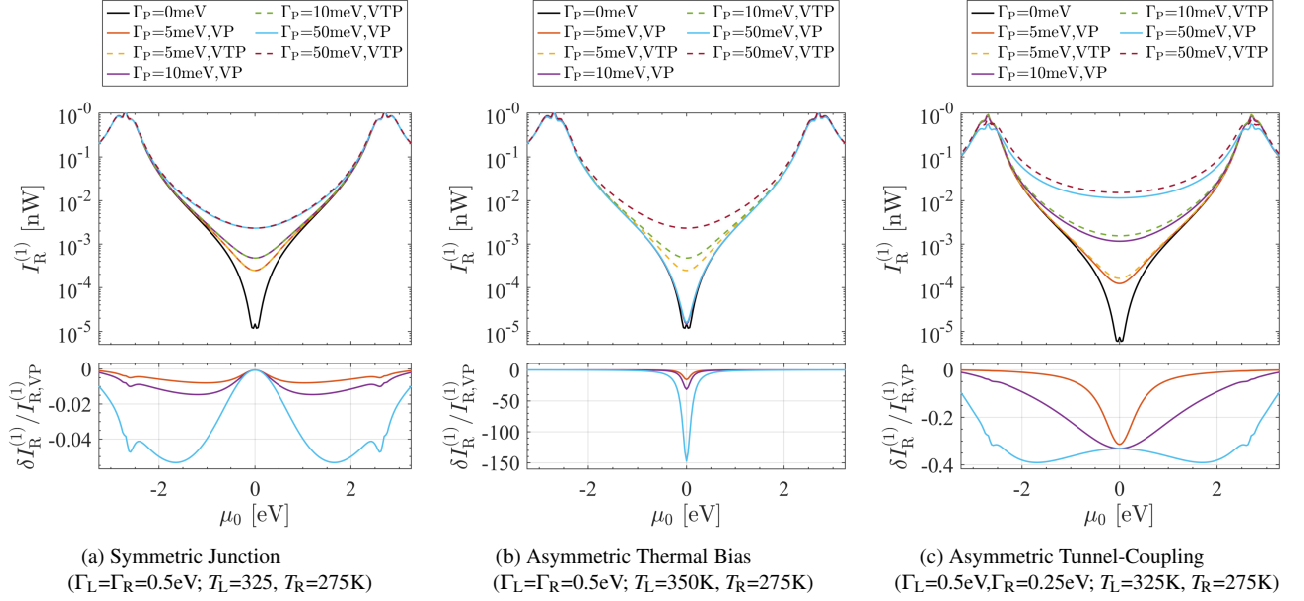 Γ_P=0meV
Γ_P=5meV,VP
Γ_P=5meV,VTP
Γ_P=10meV,VP
Γ_P=10meV,VTP
Γ_P=50meV,VP
Γ_P=50meV,VTP
I_R^(1) [nW]
10^-0
10^-1
10^-2
10^-3
10^-4
10^-5
δI_R^(1)/I_R,VP^(1)
0
-0.02
-0.04
-2 0 2
μ_0 [eV]
(a) Symmetric Junction
(Γ_L=Γ_R=0.5eV; T_L=325, T_R=275K)
Γ_P=0meV
Γ_P=5meV,VP
Γ_P=5meV,VTP
Γ_P=10meV,VP
Γ_P=10meV,VTP
Γ_P=50meV,VP
Γ_P=50meV,VTP
I_R^(1) [nW]
10^-0
10^-1
10^-2
10^-3
10^-4
10^-5
δI_R^(1)/I_R,VP^(1)
0
-50
-100
-150
-2 0 2
μ_0 [eV]
(b) Asymmetric Thermal Bias
(Γ_L=Γ_R=0.5eV; T_L=350K, T_R=275K)
Γ_P=0meV
Γ_P=5meV,VP
Γ_P=5meV,VTP
Γ_P=10meV,VP
Γ_P=10meV,VTP
Γ_P=50meV,VP
Γ_P=50meV,VTP
I_R^(1) [nW]
10^-0
10^-1
10^-2
10^-3
10^-4
10^-5
δI_R^(1)/I_R,VP^(1)
0
-0.2
-0.4
-2 0 2
μ_0 [eV]
(c) Asymmetric Tunnel-Coupling
(Γ_L=0.5eV,Γ_R=0.25eV; T_L=325K, T_R=275K)